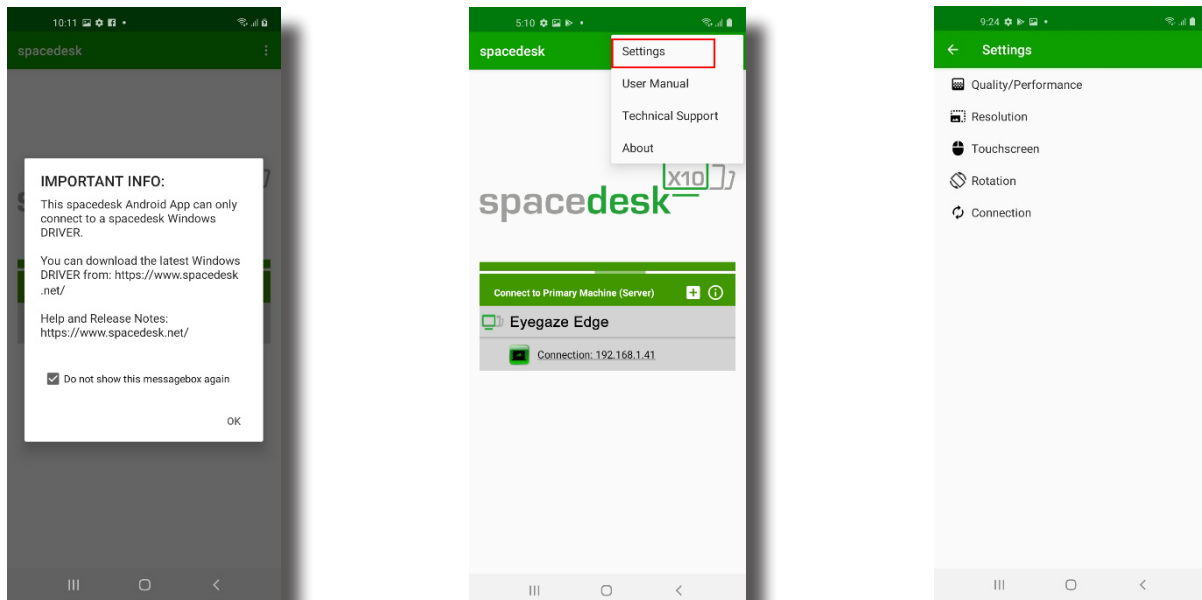 10:11
spacedesk
IMPORTANT INFO:
This spacedesk Android App can only
connect to a spacedesk Windows
DRIVER.
You can download the latest Windows
DRIVER from: https://www.spacedesk
.net/
Help and Release Notes:
https://www.spacedesk.net/
Do not show this messagebox again
OK
5:10
spacedesk
Settings
User Manual
Technical Support
About
spacedesk X10
Connect to Primary Machine (Server)
Eyegaze Edge
Connection: 192.168.1.41
9:24
Settings
Quality/Performance
Resolution
Touchscreen
Rotation
Connection